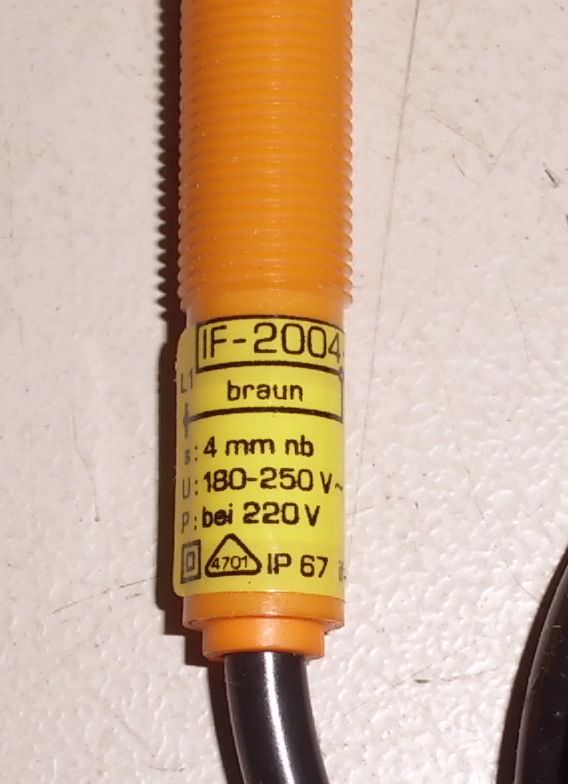 IF-2004-
L1
braun
s: 4 mm nb
U: 180-250 V~
P: bei 220 V
4701 IP 67